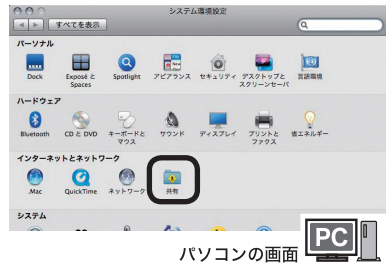 システム環境設定
すべてを表示
パーソナル
Dock
Exposé と Spaces
Spotlight
アピアランス
セキュリティ
デスクトップと スクリーンセーバ
言語環境
ハードウェア
Bluetooth
CD と DVD
キーボードと マウス
サウンド
ディスプレイ
プリントと ファクス
省エネルギー
インターネットとネットワーク
.Mac
QuickTime
ネットワーク
共有
システム
パソコンの画面
PC